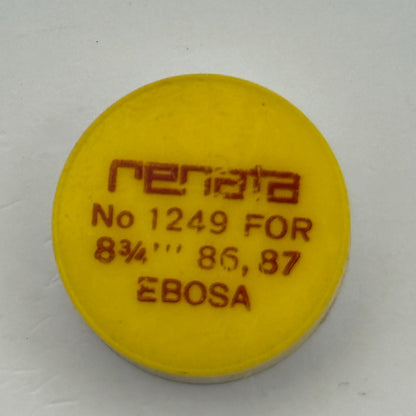 renata
No 1249 FOR
8¾''' 86, 87
EBOSA